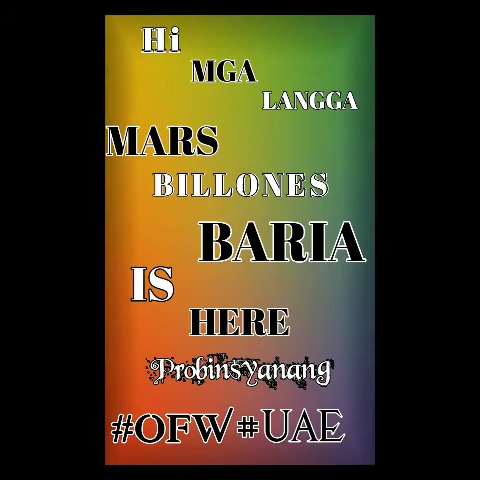 Hi
MGA
LANGGA
MARS
BILLONES
BARIA
IS
HERE
Probinsyanang
#OFW #UAE